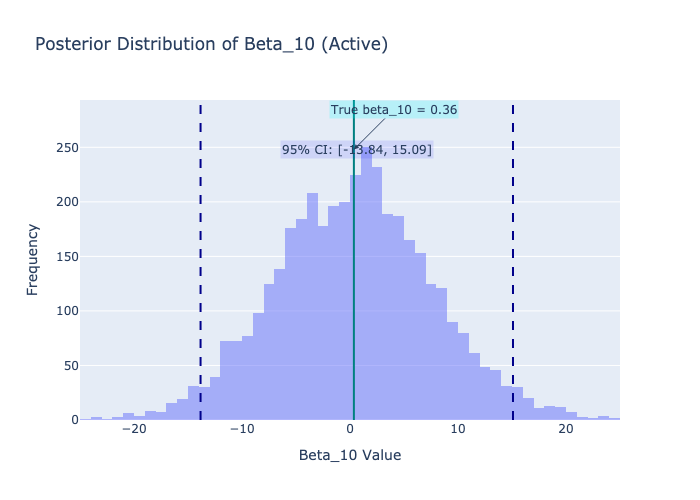 Posterior Distribution of Beta_10 (Active)
True beta_10 = 0.36
95% CI: [-13.84, 15.09]
250
200
150
100
50
0
Frequency
−20
−10
0
10
20
Beta_10 Value